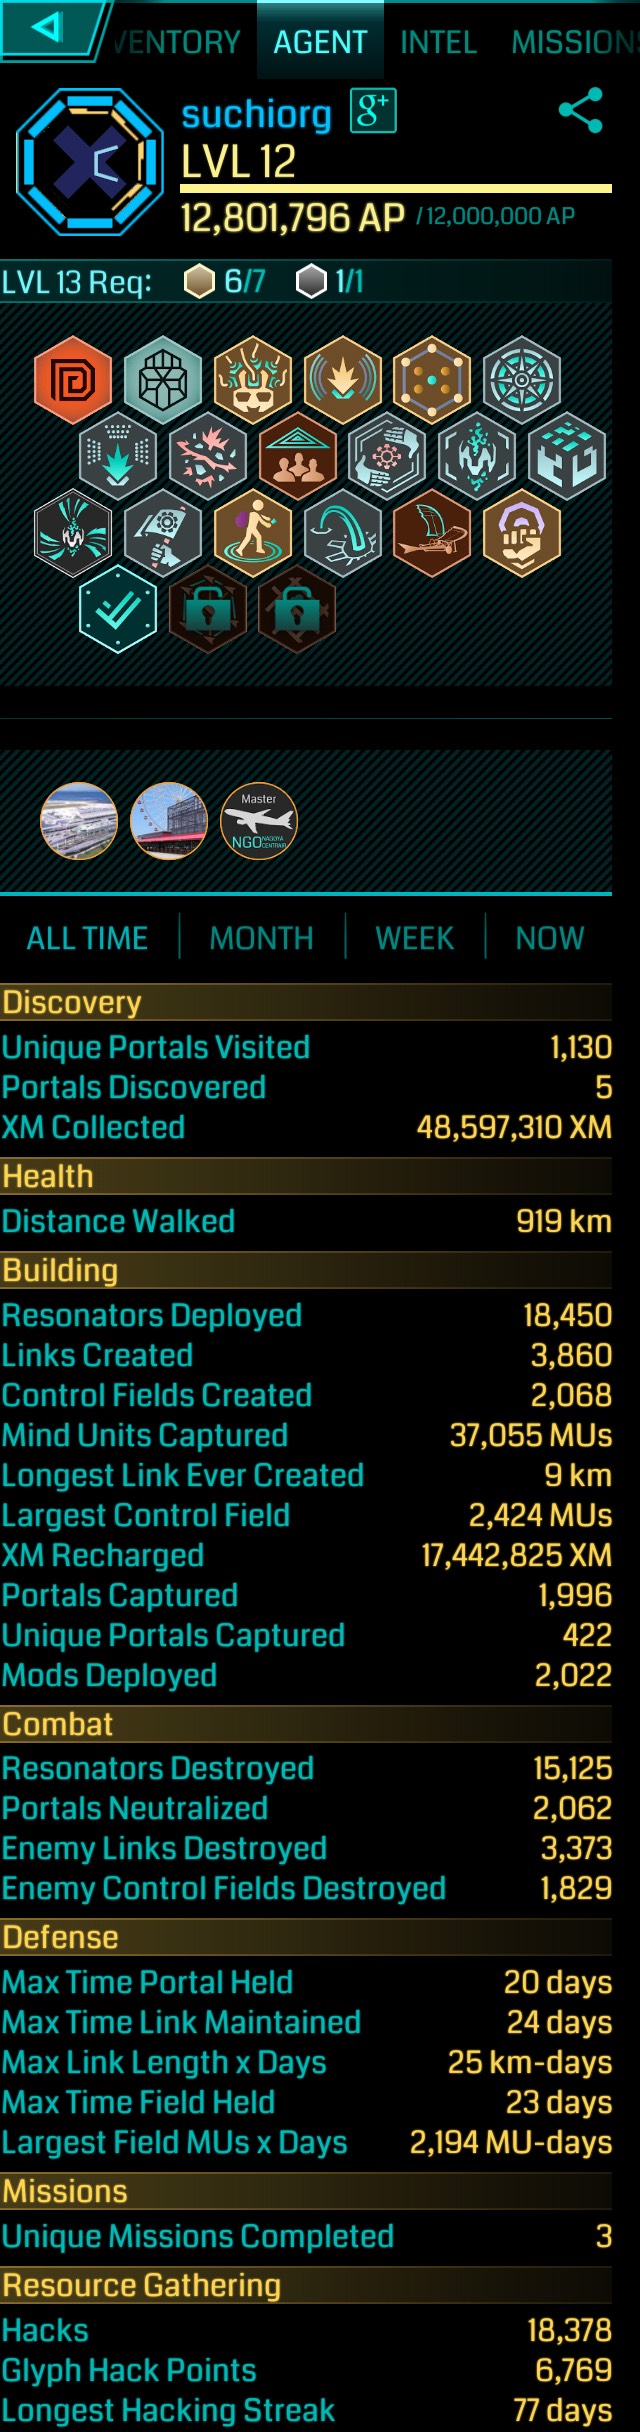 VENTORY AGENT INTEL MISSIONS
suchiorg g+
LVL 12
12,801,796 AP / 12,000,000 AP
LVL 13 Req: 6/7 1/1
Master
NGO NAGOYA CENTRAIR
ALL TIME MONTH WEEK NOW
Discovery
Unique Portals Visited 1,130
Portals Discovered 5
XM Collected 48,597,310 XM
Health
Distance Walked 919 km
Building
Resonators Deployed 18,450
Links Created 3,860
Control Fields Created 2,068
Mind Units Captured 37,055 MUs
Longest Link Ever Created 9 km
Largest Control Field 2,424 MUs
XM Recharged 17,442,825 XM
Portals Captured 1,996
Unique Portals Captured 422
Mods Deployed 2,022
Combat
Resonators Destroyed 15,125
Portals Neutralized 2,062
Enemy Links Destroyed 3,373
Enemy Control Fields Destroyed 1,829
Defense
Max Time Portal Held 20 days
Max Time Link Maintained 24 days
Max Link Length x Days 25 km-days
Max Time Field Held 23 days
Largest Field MUs x Days 2,194 MU-days
Missions
Unique Missions Completed 3
Resource Gathering
Hacks 18,378
Glyph Hack Points 6,769
Longest Hacking Streak 77 days